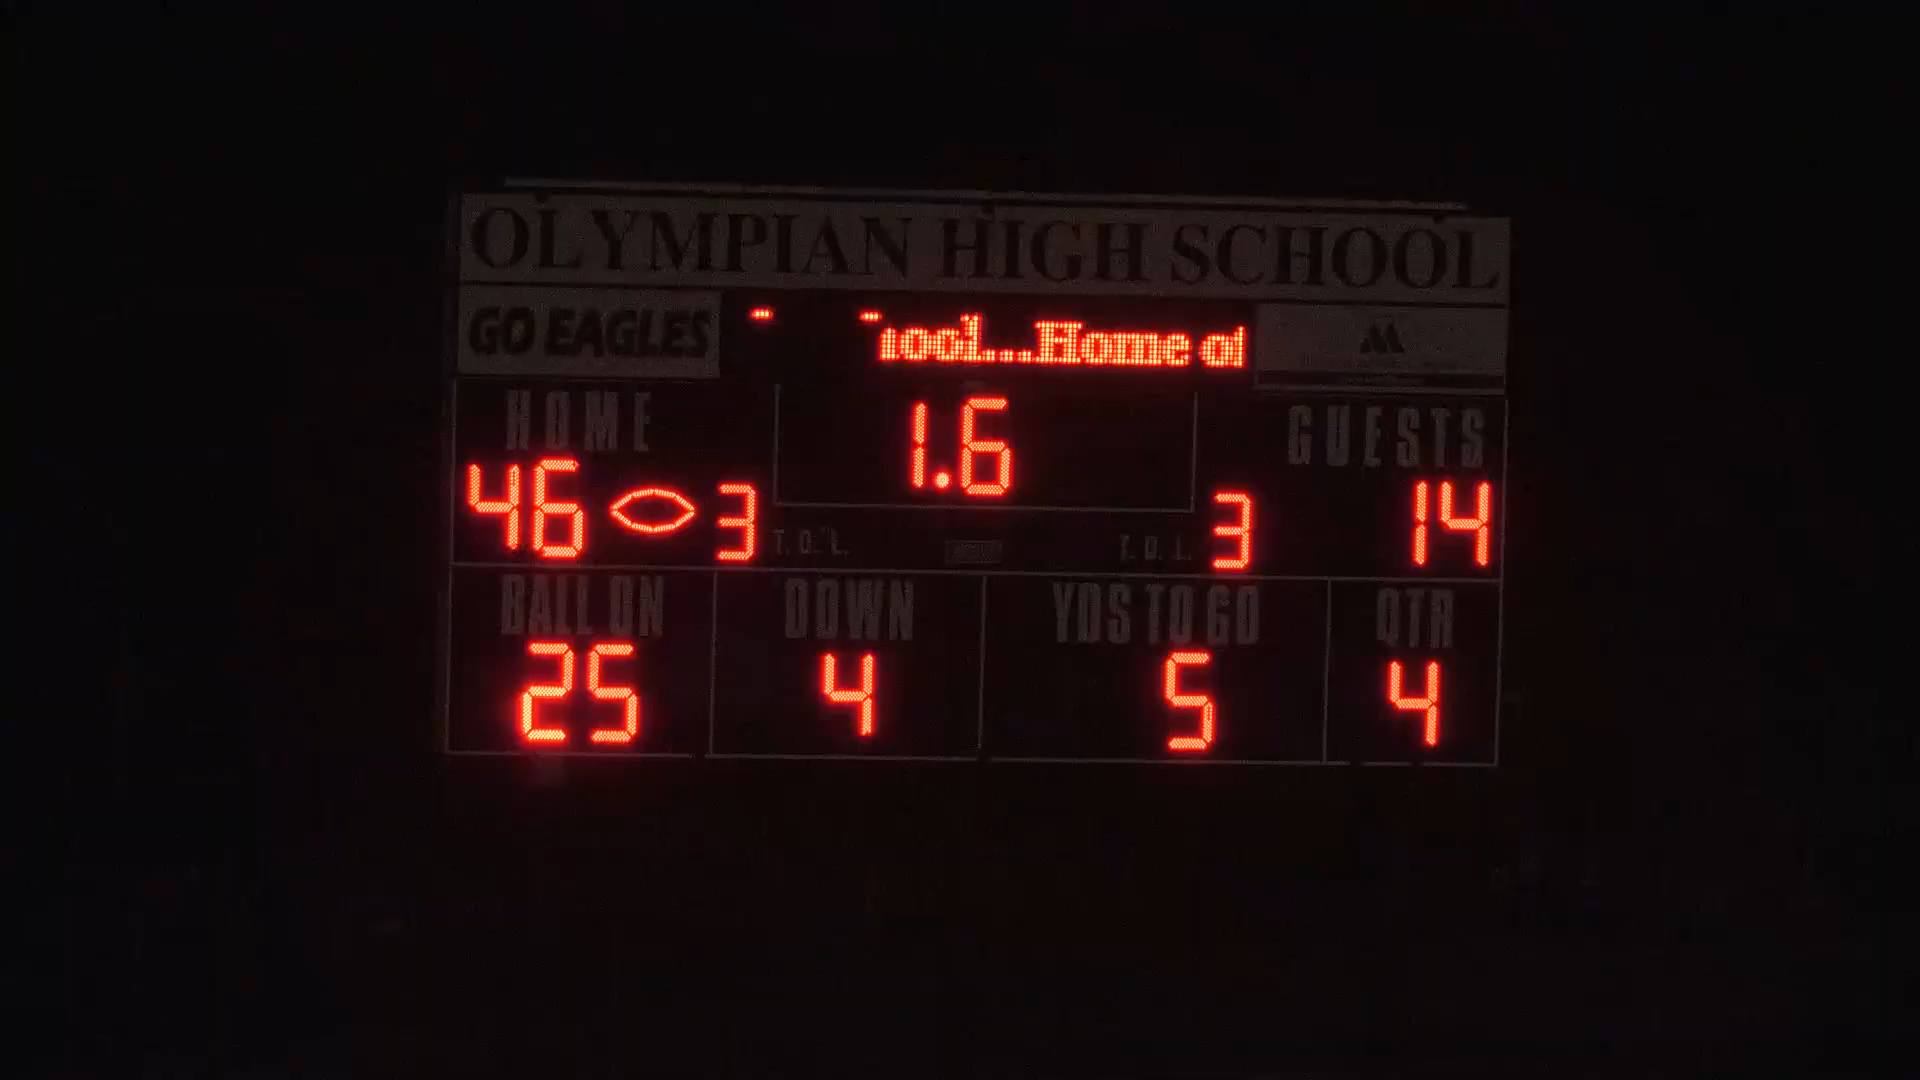 OLYMPIAN HIGH SCHOOL
GO EAGLES
...Home of
HOME
1.6
GUESTS
46 3 T.O.L.
T.O.L. 3 14
BALL ON DOWN YDS TO GO QTR
25 4 5 4